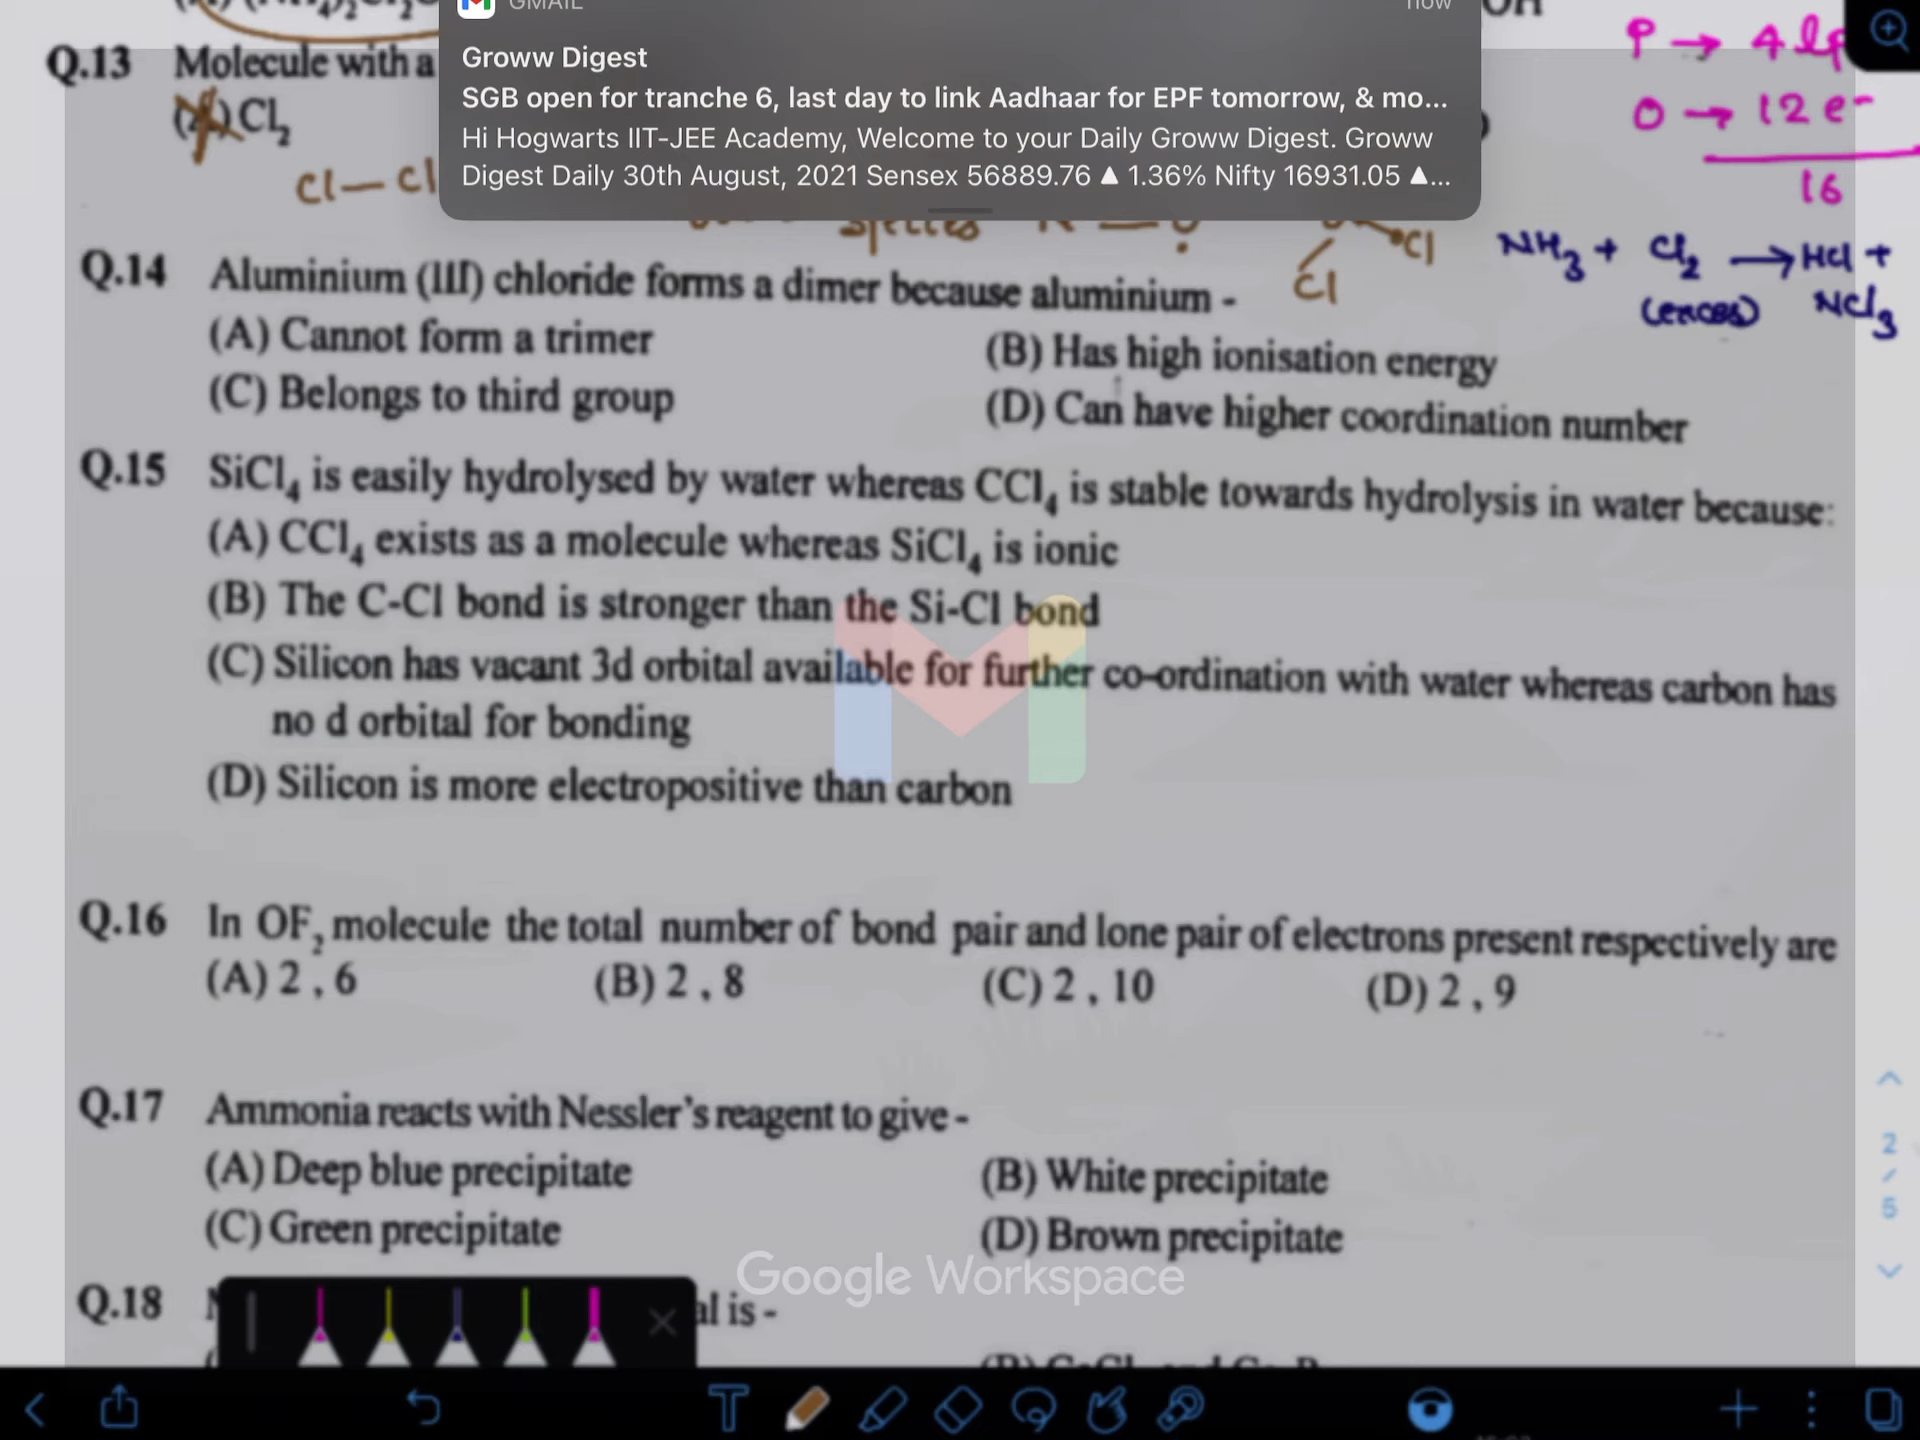 GMAIL
now
Groww Digest
SGB open for tranche 6, last day to link Aadhaar for EPF tomorrow, & mo...
Hi Hogwarts IIT-JEE Academy, Welcome to your Daily Groww Digest. Groww
Digest Daily 30th August, 2021 Sensex 56889.76 ▲ 1.36% Nifty 16931.05 ▲...
OH
P → 4 lp
O → 12 e⁻
16
Q.13 Molecule with a
(A) Cl₂
Cl—Cl
species
Cl
Cl
NH₃ + Cl₂ → HCl +
(excess) NCl₃
Q.14 Aluminium (III) chloride forms a dimer because aluminium -
(A) Cannot form a trimer (B) Has high ionisation energy
(C) Belongs to third group (D) Can have higher coordination number
Q.15 SiCl₄ is easily hydrolysed by water whereas CCl₄ is stable towards hydrolysis in water because:
(A) CCl₄ exists as a molecule whereas SiCl₄ is ionic
(B) The C-Cl bond is stronger than the Si-Cl bond
(C) Silicon has vacant 3d orbital available for further co-ordination with water whereas carbon has
no d orbital for bonding
(D) Silicon is more electropositive than carbon
Q.16 In OF₂ molecule the total number of bond pair and lone pair of electrons present respectively are
(A) 2 , 6 (B) 2 , 8 (C) 2 , 10 (D) 2 , 9
Q.17 Ammonia reacts with Nessler's reagent to give -
(A) Deep blue precipitate (B) White precipitate
(C) Green precipitate (D) Brown precipitate
Google Workspace
Q.18 al is -
2
/
5
T